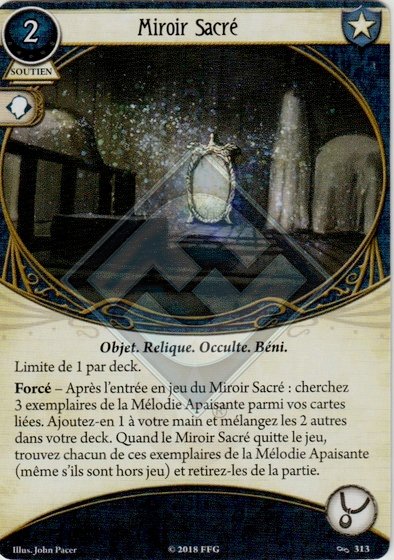 2
Miroir Sacré
SOUTIEN
Objet. Relique. Occulte. Béni.
Limite de 1 par deck.
Forcé – Après l'entrée en jeu du Miroir Sacré : cherchez
3 exemplaires de la Mélodie Apaisante parmi vos cartes
liées. Ajoutez-en 1 à votre main et mélangez les 2 autres
dans votre deck. Quand le Miroir Sacré quitte le jeu,
trouvez chacun de ces exemplaires de la Mélodie Apaisante
(même s'ils sont hors jeu) et retirez-les de la partie.
Illus. John Pacer © 2018 FFG 313